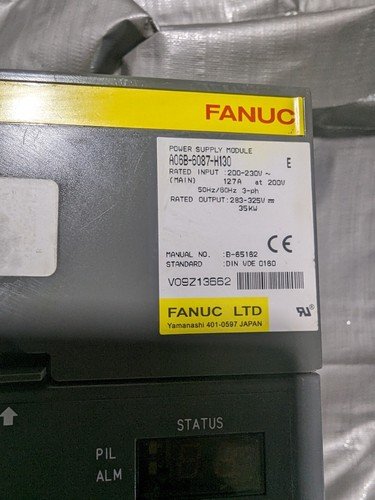 FANUC
POWER SUPPLY MODULE
A06B-6087-H130 E
RATED INPUT:200-230V~
(MAIN) 127A at 200V
50Hz/60Hz 3-ph
RATED OUTPUT:283-325V⎓
35KW
MANUAL NO. :B-65162
STANDARD :DIN VDE 0160
CE
V09Z13662
FANUC LTD
Yamanashi 401-0597 JAPAN
STATUS
PIL
ALM